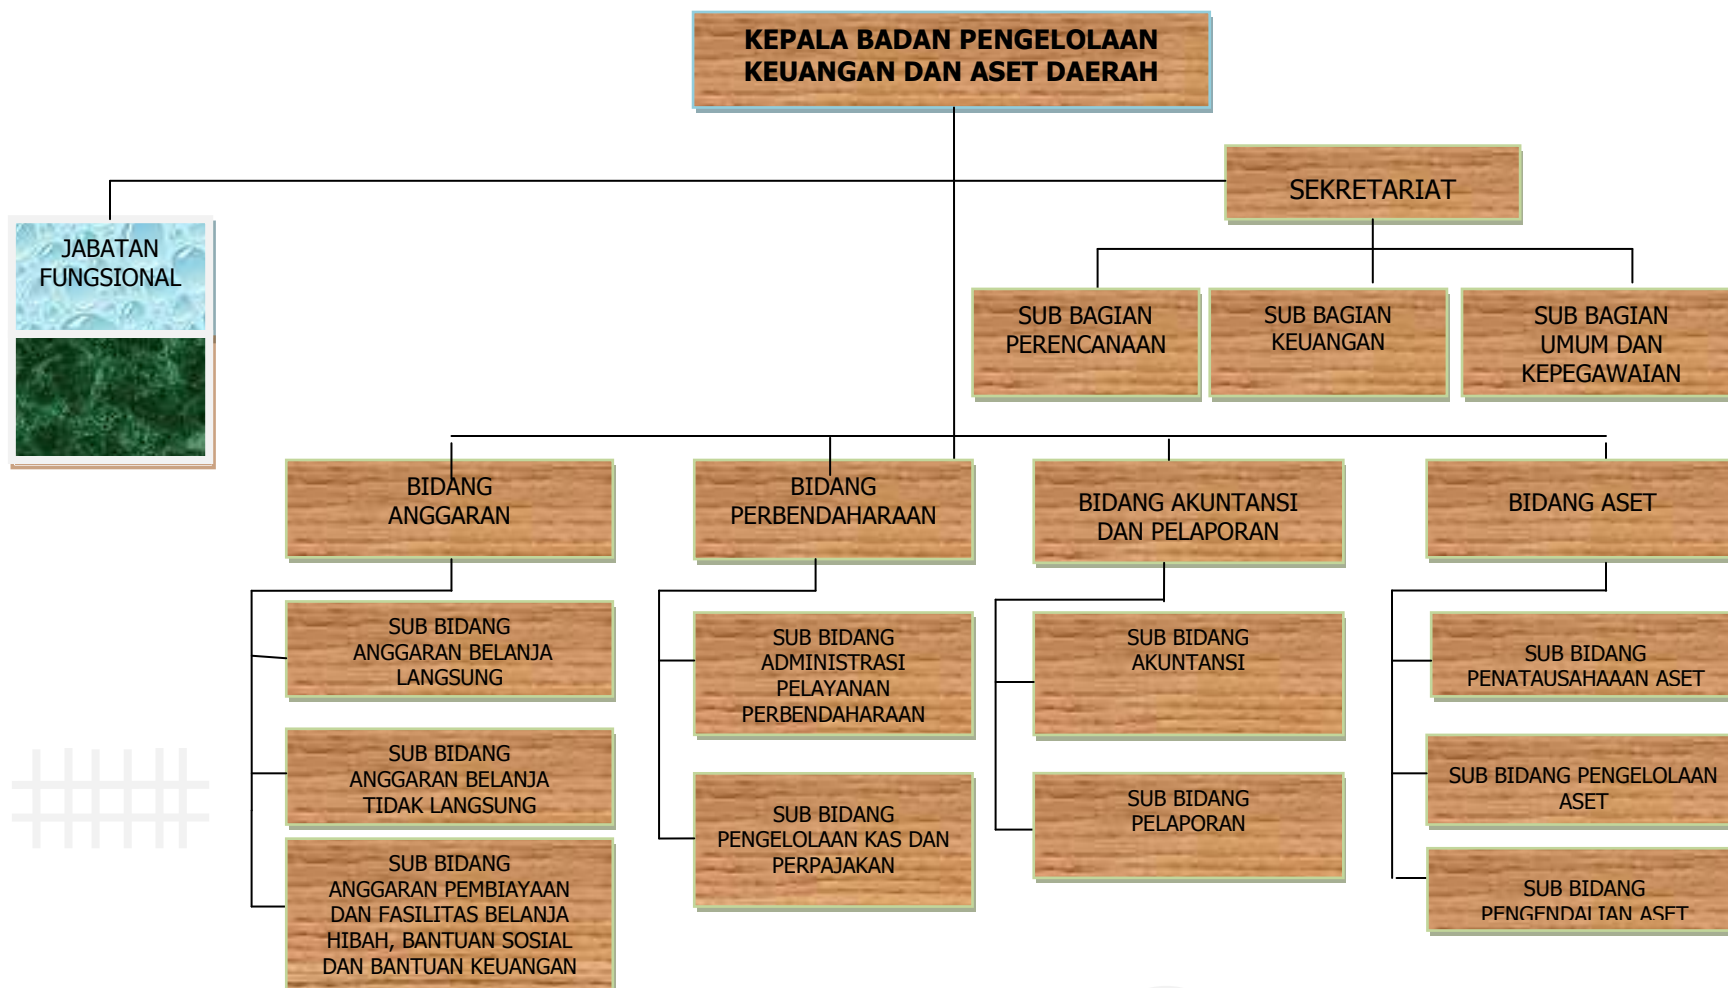 KEPALA BADAN PENGELOLAAN
KEUANGAN DAN ASET DAERAH
SEKRETARIAT
JABATAN
FUNGSIONAL
SUB BAGIAN
PERENCANAAN
SUB BAGIAN
KEUANGAN
SUB BAGIAN
UMUM DAN
KEPEGAWAIAN
BIDANG
ANGGARAN
BIDANG
PERBENDAHARAAN
BIDANG AKUNTANSI
DAN PELAPORAN
BIDANG ASET
SUB BIDANG
ANGGARAN BELANJA
LANGSUNG
SUB BIDANG
ADMINISTRASI
PELAYANAN
PERBENDAHARAAN
SUB BIDANG
AKUNTANSI
SUB BIDANG
PENATAUSAHAAAN ASET
SUB BIDANG
ANGGARAN BELANJA
TIDAK LANGSUNG
SUB BIDANG
PENGELOLAAN KAS DAN
PERPAJAKAN
SUB BIDANG
PELAPORAN
SUB BIDANG PENGELOLAAN
ASET
SUB BIDANG
ANGGARAN PEMBIAYAAN
DAN FASILITAS BELANJA
HIBAH, BANTUAN SOSIAL
DAN BANTUAN KEUANGAN
SUB BIDANG
PENGENDALIAN ASET